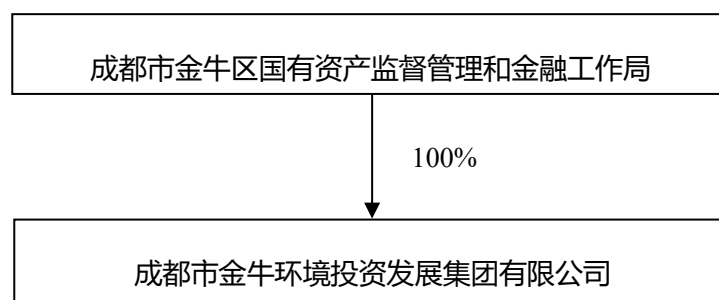 成都市金牛区国有资产监督管理和金融工作局
100%
成都市金牛环境投资发展集团有限公司